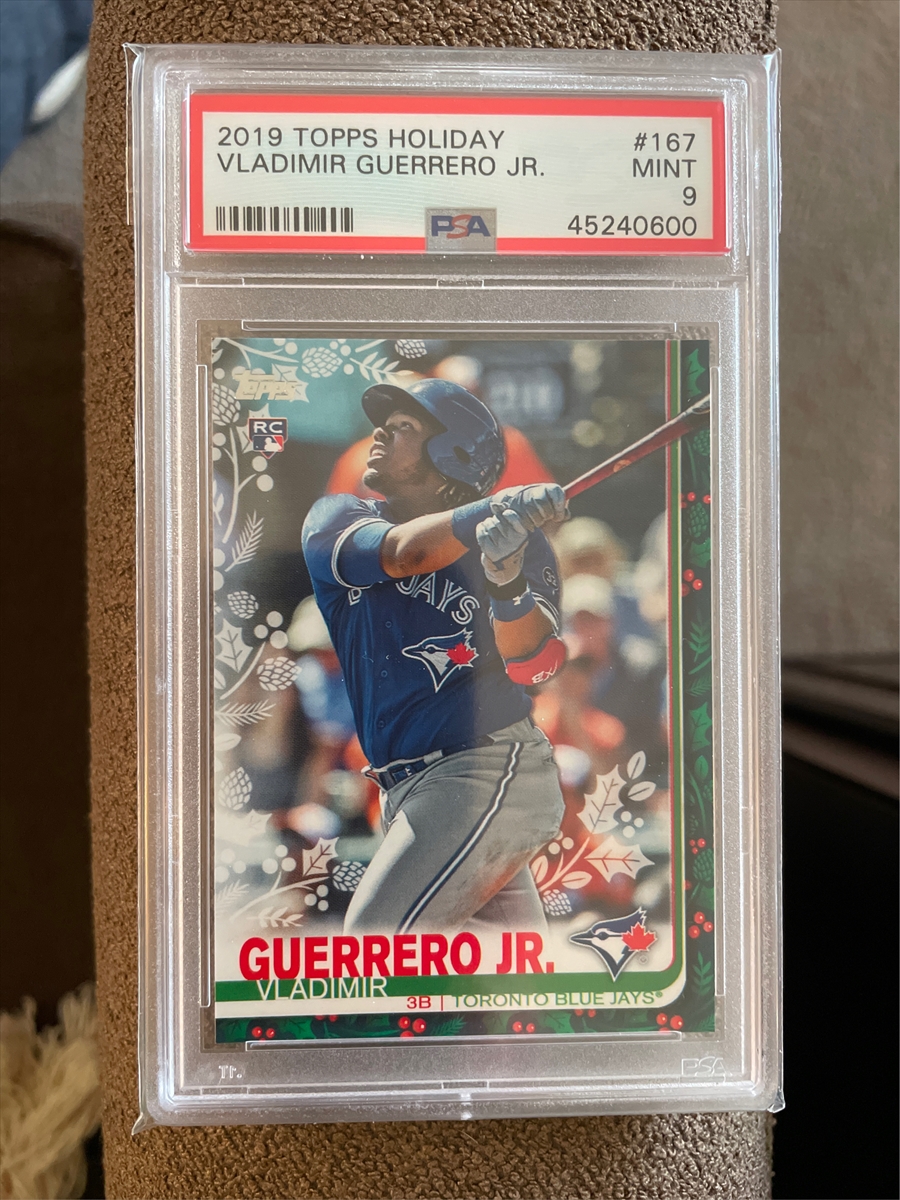 2019 TOPPS HOLIDAY #167
VLADIMIR GUERRERO JR. MINT
9
PSA 45240600
Topps
RC
JAYS
GUERRERO JR.
VLADIMIR
3B | TORONTO BLUE JAYS®
PSA